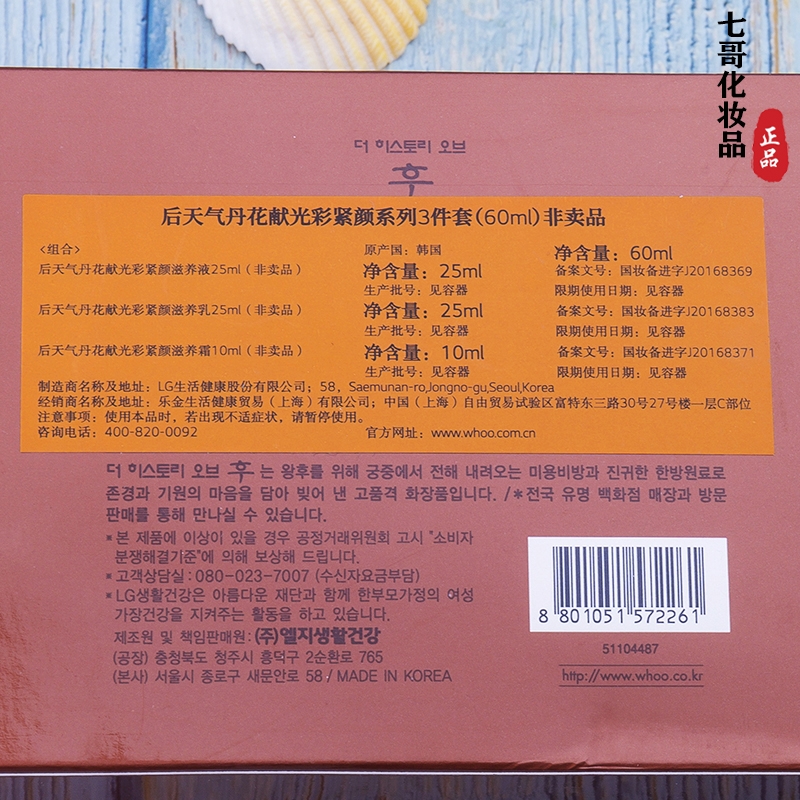 七哥化妆品
正品
더 히스토리 오브
후
后天气丹花献光彩紧颜系列3件套(60ml)非卖品
<组合> 原产国：韩国 净含量：60ml
后天气丹花献光彩紧颜滋养液25ml（非卖品） 净含量：25ml 备案文号：国妆备进字J20168369
生产批号：见容器 限期使用日期：见容器
后天气丹花献光彩紧颜滋养乳25ml（非卖品） 净含量：25ml 备案文号：国妆备进字J20168383
生产批号：见容器 限期使用日期：见容器
后天气丹花献光彩紧颜滋养霜10ml（非卖品） 净含量：10ml 备案文号：国妆备进字J20168371
生产批号：见容器 限期使用日期：见容器
制造商名称及地址：LG生活健康股份有限公司；58，Saemunan-ro,Jongno-gu,Seoul,Korea
经销商名称及地址：乐金生活健康贸易（上海）有限公司；中国（上海）自由贸易试验区富特东三路30号27号楼一层C部位
注意事项：使用本品时，若出现不适症状，请暂停使用。
咨询电话：400-820-0092 官方网址：www.whoo.com.cn
더 히스토리 오브 후 는 왕후를 위해 궁중에서 전해 내려오는 미용비방과 진귀한 한방원료로
존경과 기원의 마음을 담아 빚어 낸 고품격 화장품입니다. /*전국 유명 백화점 매장과 방문
판매를 통해 만나실 수 있습니다.
▪본 제품에 이상이 있을 경우 공정거래위원회 고시 "소비자
분쟁해결기준"에 의해 보상해 드립니다.
▪고객상담실:080-023-7007 (수신자요금부담)
▪LG생활건강은 아름다운 재단과 함께 한부모가정의 여성
가장건강을 지켜주는 활동을 하고 있습니다.
제조원 및 책임판매원:(주)엘지생활건강
(공장) 충청북도 청주시 흥덕구 2순환로 765
(본사) 서울시 종로구 새문안로 58 / MADE IN KOREA
8 801051 572261
51104487
http://www.whoo.co.kr